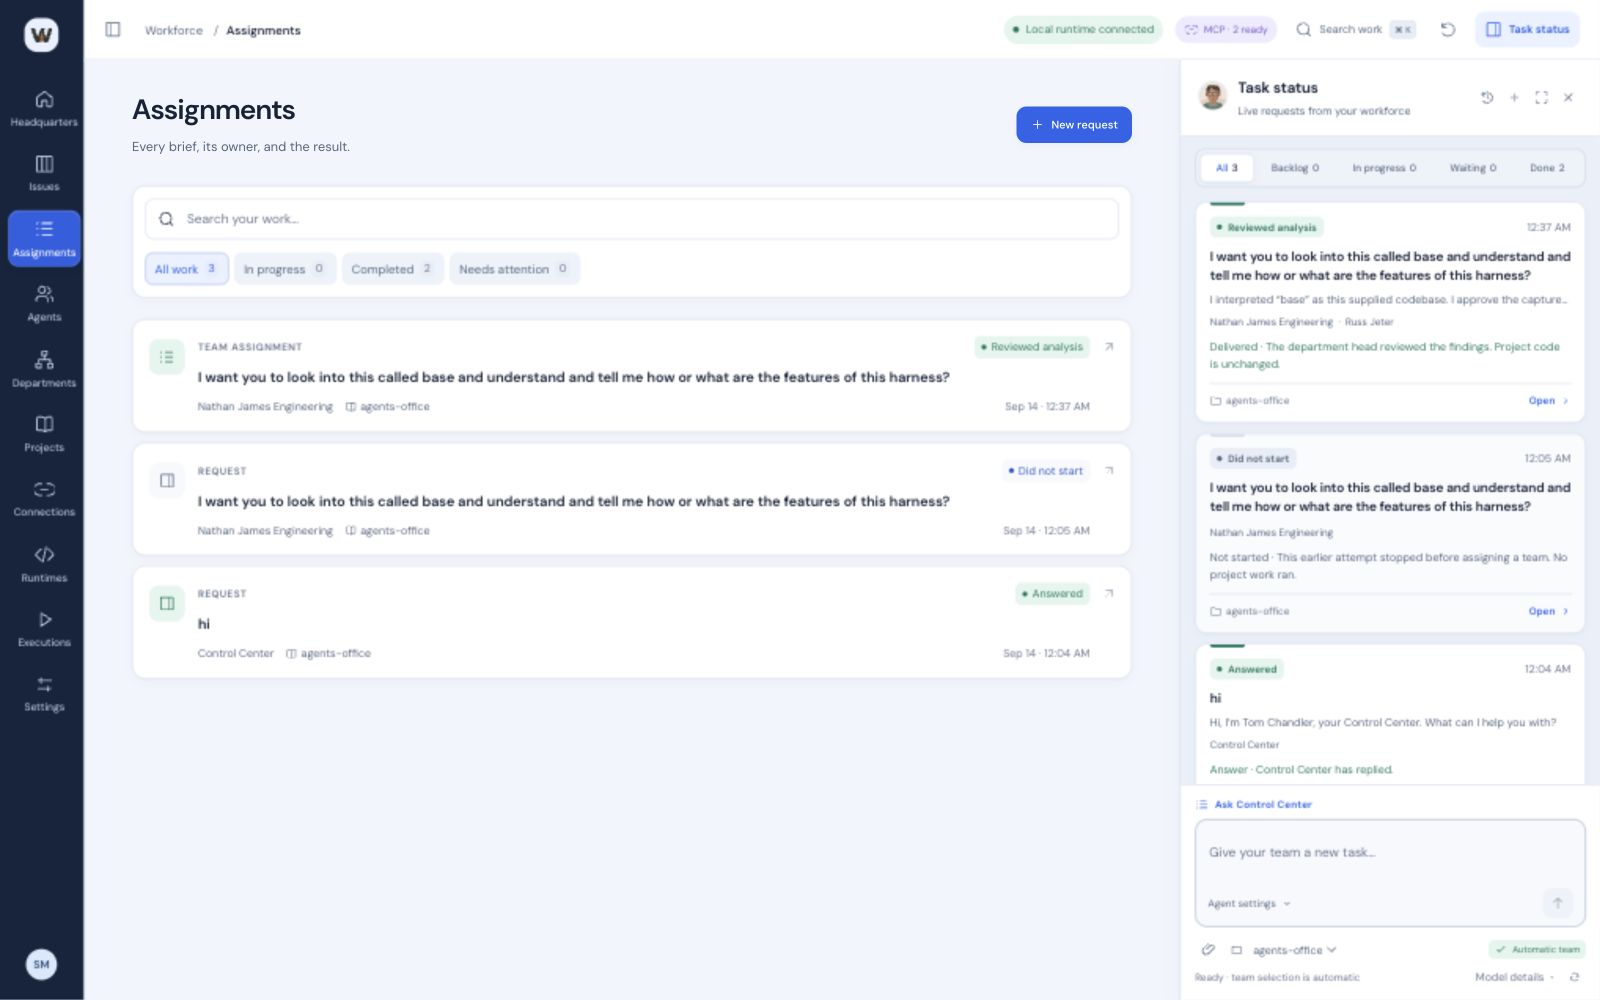 W
Workforce / Assignments
Local runtime connected
MCP · 2 ready
Search work ⌘ K
Task status
Headquarters
Issues
Assignments
Agents
Departments
Projects
Connections
Runtimes
Executions
Settings
SM
Assignments
Every brief, its owner, and the result.
+ New request
Search your work...
All work 3
In progress 0
Completed 2
Needs attention 0
TEAM ASSIGNMENT
Reviewed analysis
I want you to look into this called base and understand and tell me how or what are the features of this harness?
Nathan James Engineering agents-office
Sep 14 · 12:37 AM
REQUEST
Did not start
I want you to look into this called base and understand and tell me how or what are the features of this harness?
Nathan James Engineering agents-office
Sep 14 · 12:05 AM
REQUEST
Answered
hi
Control Center agents-office
Sep 14 · 12:04 AM
Task status
Live requests from your workforce
All 3
Backlog 0
In progress 0
Waiting 0
Done 2
Reviewed analysis
12:37 AM
I want you to look into this called base and understand and
tell me how or what are the features of this harness?
I interpreted “base” as this supplied codebase. I approve the capture...
Nathan James Engineering · Russ Jeter
Delivered · The department head reviewed the findings. Project code
is unchanged.
agents-office
Open ›
Did not start
12:05 AM
I want you to look into this called base and understand and
tell me how or what are the features of this harness?
Nathan James Engineering
Not started · This earlier attempt stopped before assigning a team. No
project work ran.
agents-office
Open ›
Answered
12:04 AM
hi
Hi, I'm Tom Chandler, your Control Center. What can I help you with?
Control Center
Answer · Control Center has replied.
Ask Control Center
Give your team a new task...
Agent settings
agents-office
Automatic team
Ready · team selection is automatic
Model details